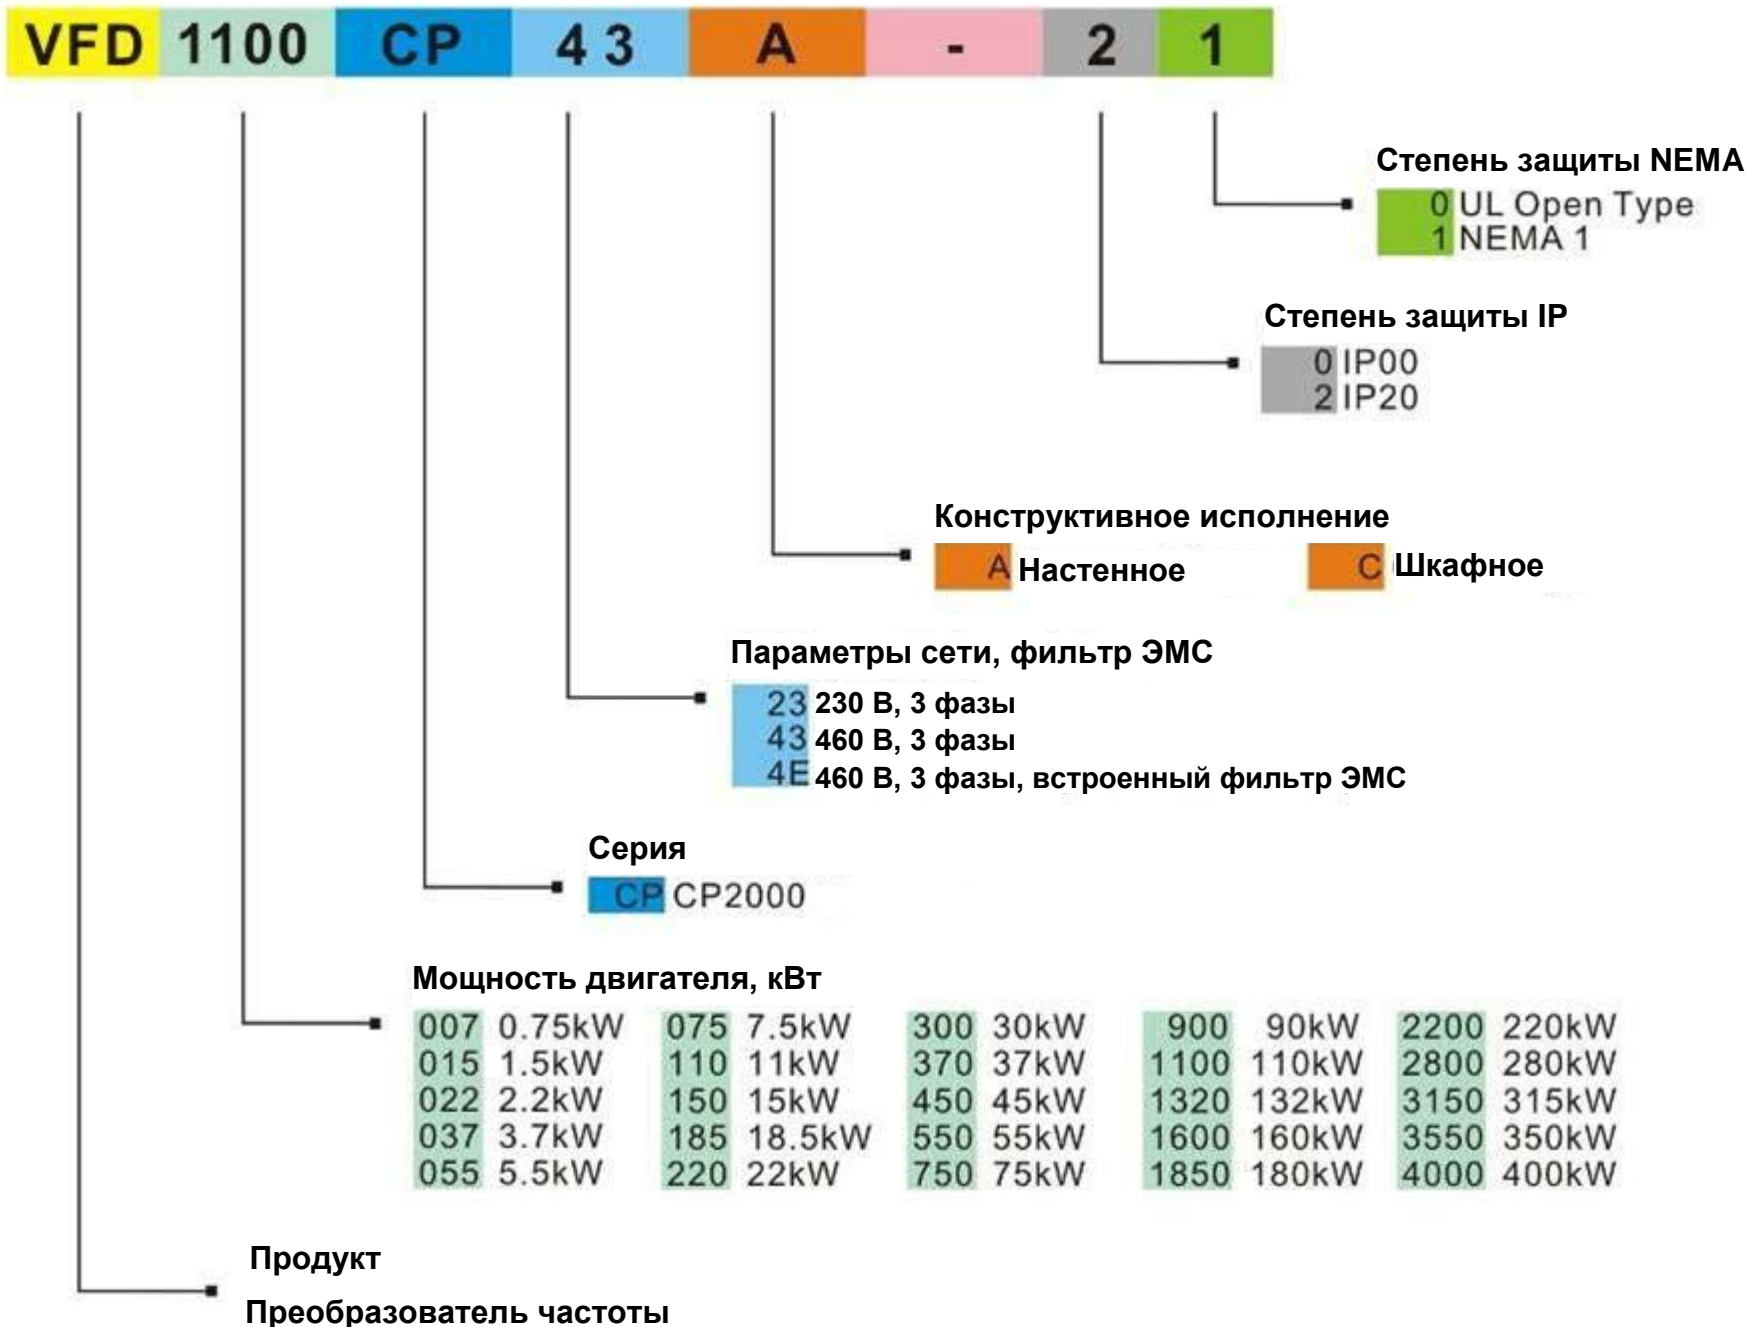 VFD 1100 CP 43 A - 2 1
Степень защиты NEMA
0 UL Open Type
1 NEMA 1
Степень защиты IP
0 IP00
2 IP20
Конструктивное исполнение
A Настенное C Шкафное
Параметры сети, фильтр ЭМС
23 230 В, 3 фазы
43 460 В, 3 фазы
4E 460 В, 3 фазы, встроенный фильтр ЭМС
Серия
CP CP2000
Мощность двигателя, кВт
007 0.75kW 075 7.5kW 300 30kW 900 90kW 2200 220kW
015 1.5kW 110 11kW 370 37kW 1100 110kW 2800 280kW
022 2.2kW 150 15kW 450 45kW 1320 132kW 3150 315kW
037 3.7kW 185 18.5kW 550 55kW 1600 160kW 3550 350kW
055 5.5kW 220 22kW 750 75kW 1850 180kW 4000 400kW
Продукт
Преобразователь частоты